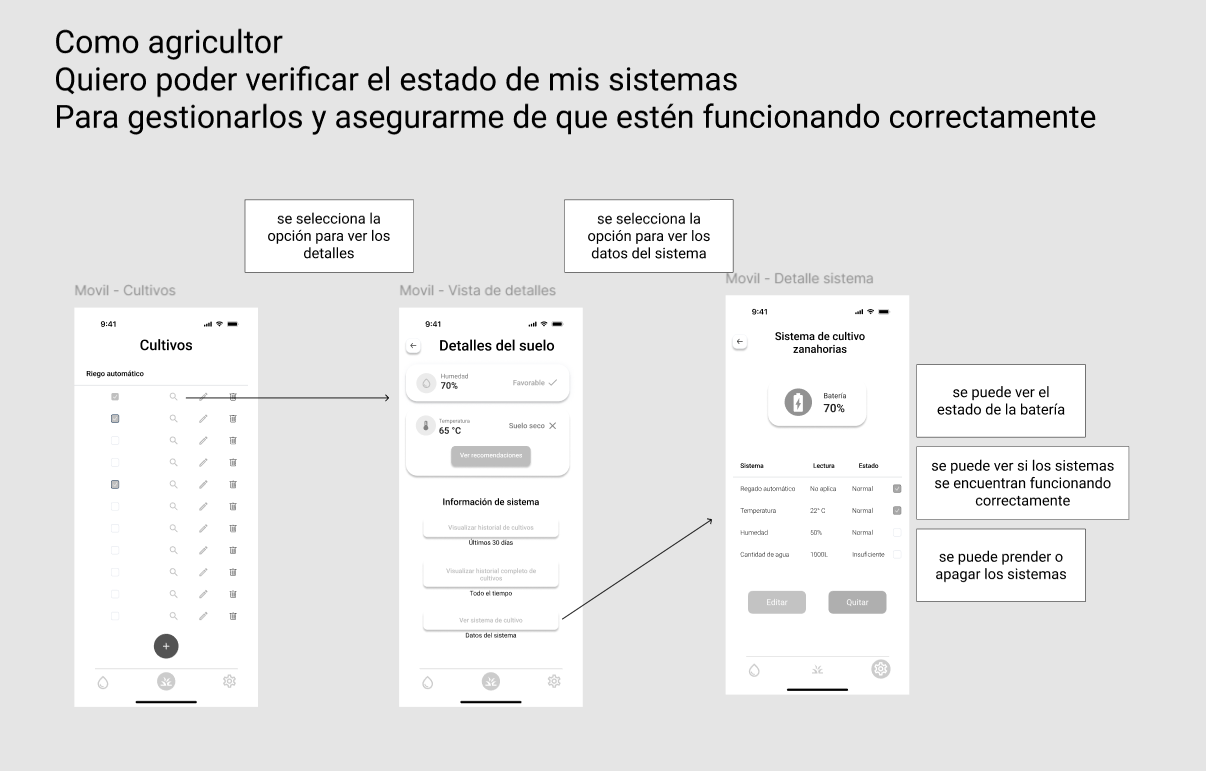 Como agricultor
Quiero poder verificar el estado de mis sistemas
Para gestionarlos y asegurarme de que estén funcionando correctamente
se selecciona la
opción para ver los
detalles
se selecciona la
opción para ver los
datos del sistema
Movil - Cultivos
9:41
Cultivos
Riego automático
Movil - Vista de detalles
9:41
Detalles del suelo
Humedad
70%
Favorable
Temperatura
65 °C
Suelo seco
Ver recomendaciones
Información de sistema
Visualizar historial de cultivos
Últimos 30 días
Visualizar historial completo de
cultivos
Todo el tiempo
Ver sistema de cultivo
Datos del sistema
Movil - Detalle sistema
9:41
Sistema de cultivo
zanahorias
Batería
70%
Sistema Lectura Estado
Regado automático No aplica Normal
Temperatura 22° C Normal
Humedad 50% Normal
Cantidad de agua 1000L Insuficiente
Editar Quitar
se puede ver el
estado de la batería
se puede ver si los sistemas
se encuentran funcionando
correctamente
se puede prender o
apagar los sistemas